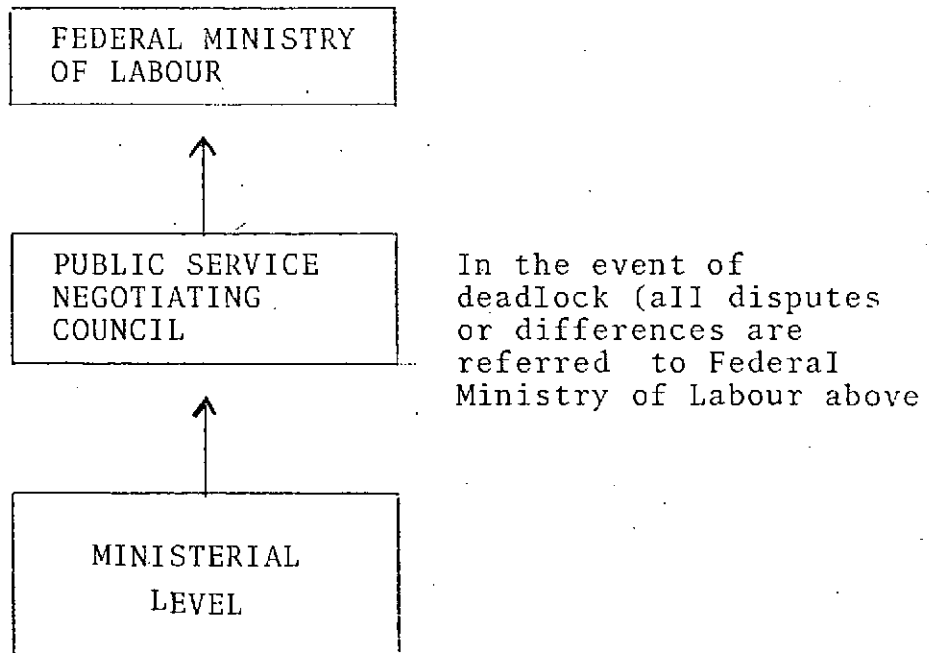 FEDERAL MINISTRY
OF LABOUR
PUBLIC SERVICE
NEGOTIATING
COUNCIL
In the event of
deadlock (all disputes
or differences are
referred to Federal
Ministry of Labour above
MINISTERIAL
LEVEL